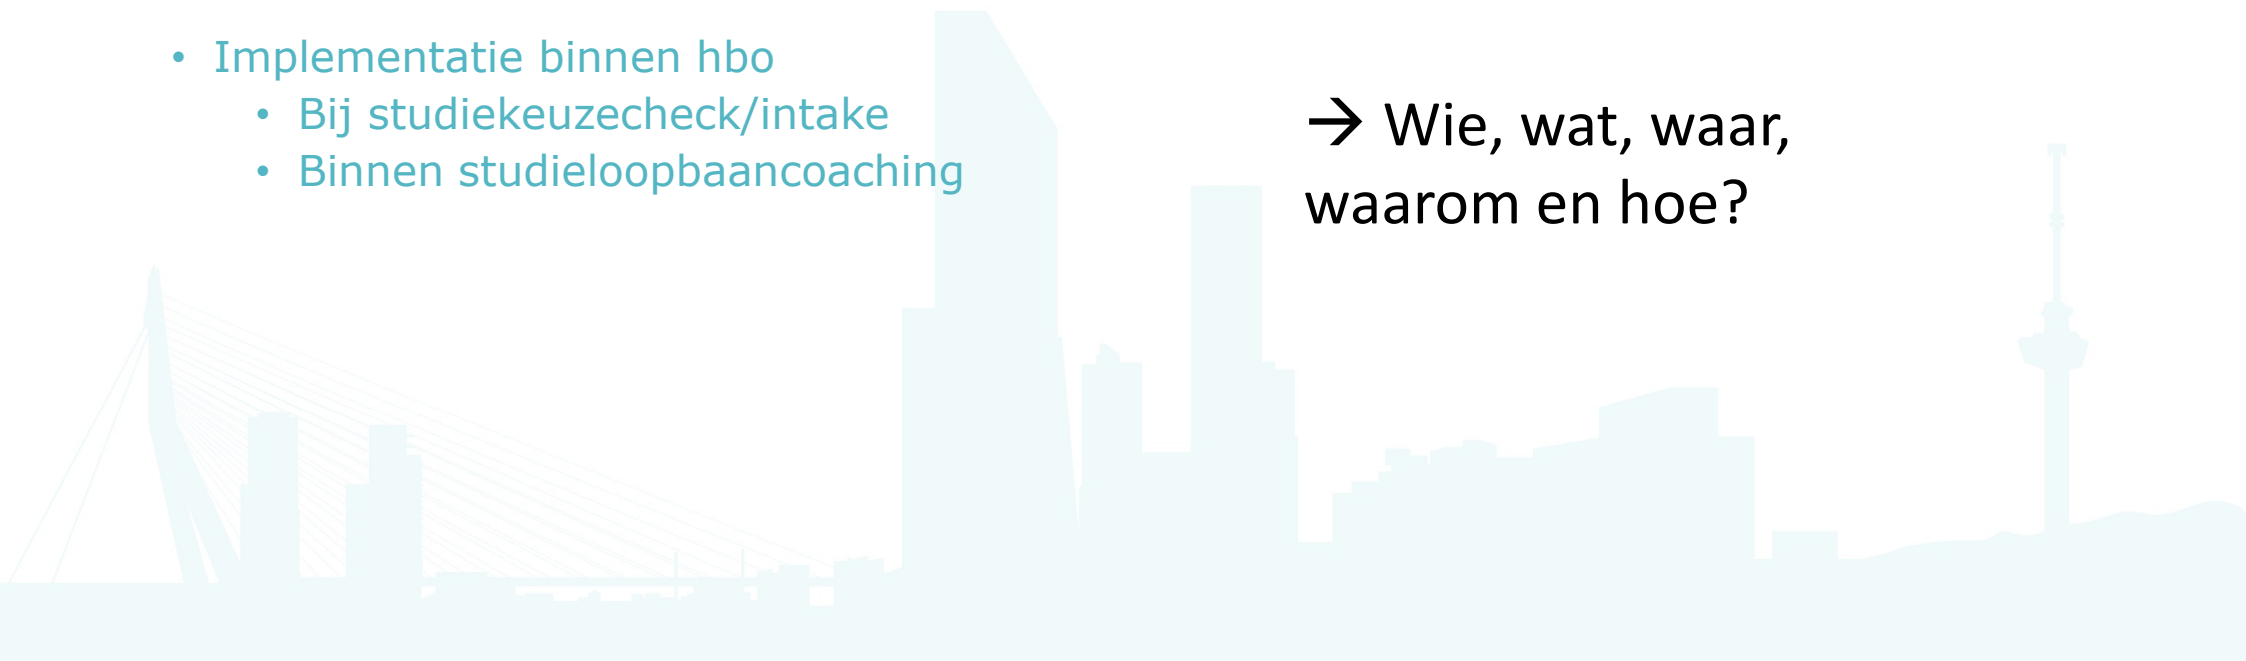 • Implementatie binnen hbo
• Bij studiekeuzecheck/intake
• Binnen studieloopbaancoaching
→ Wie, wat, waar,
waarom en hoe?